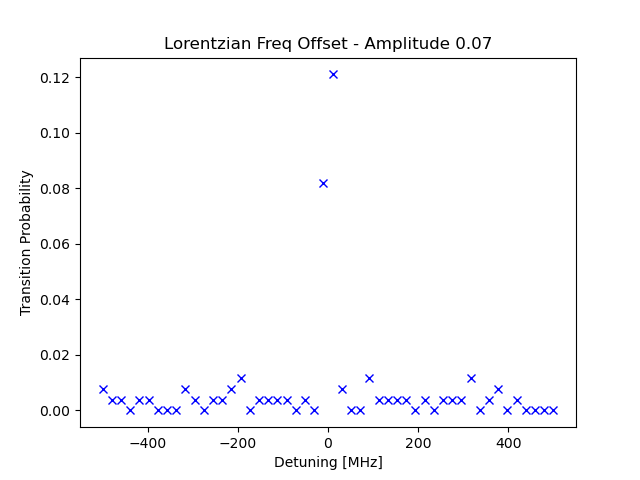 Lorentzian Freq Offset - Amplitude 0.07
0.12
0.10
0.08
0.06
0.04
0.02
0.00
Transition Probability
−400 −200 0 200 400
Detuning [MHz]